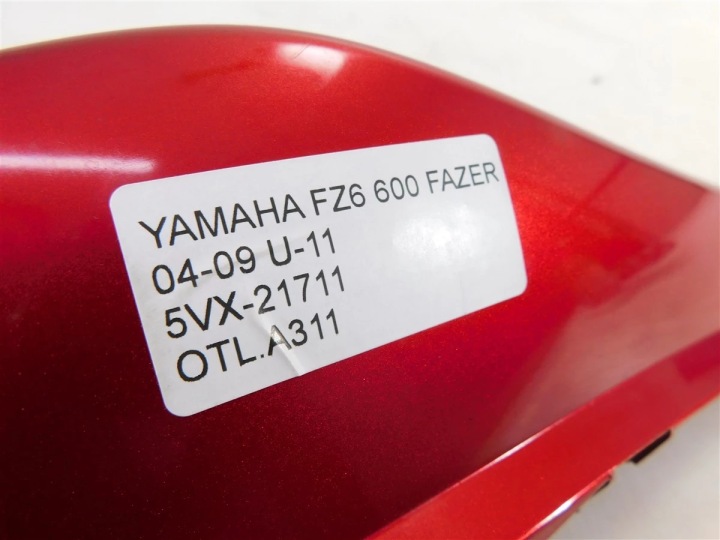 YAMAHA FZ6 600 FAZER
04-09 U-11
5VX-21711
OTL.A311